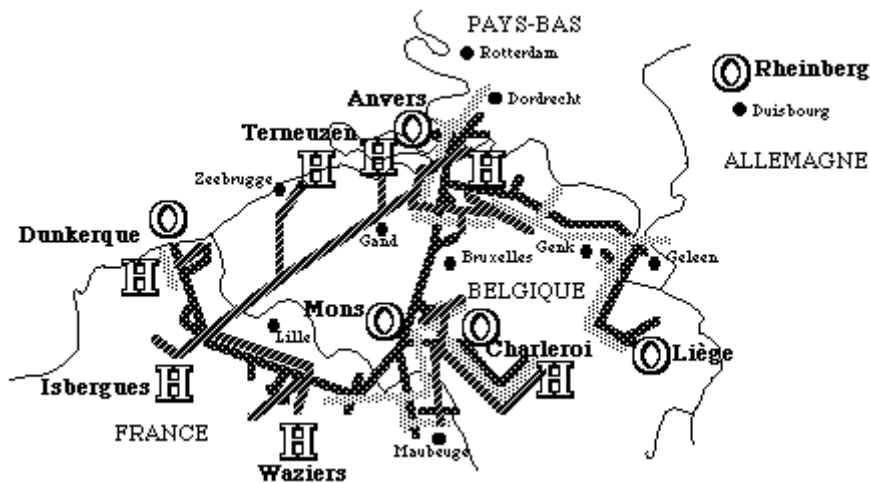 PAYS-BAS
Rotterdam
Rheinberg
Dordrecht
Anvers
Duisbourg
Terneuzen
H
H
H
ALLEMAGNE
Zeebrugge
Dunkerque
Gand
Genk
Geleen
Bruxelles
H
BELGIQUE
Mons
Lille
Charleroi
Liège
Isbergues
H
H
FRANCE
H
Maubeuge
Waziers